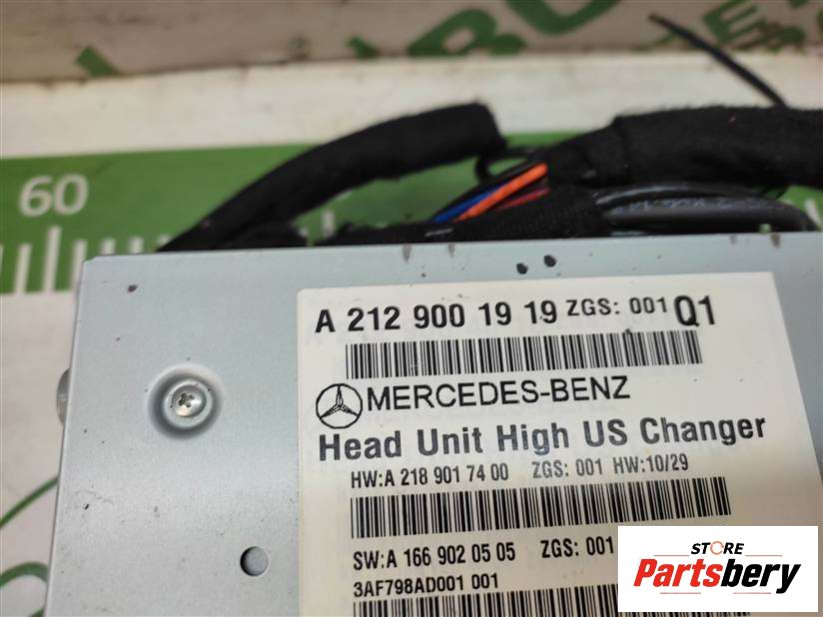 60
A 212 900 19 19 ZGS: 001 Q1
MERCEDES-BENZ
Head Unit High US Changer
HW:A 218 901 74 00 ZGS: 001 HW:10/29
SW:A 166 902 05 05 ZGS: 001
3AF798AD001 001
STORE
Partsbery